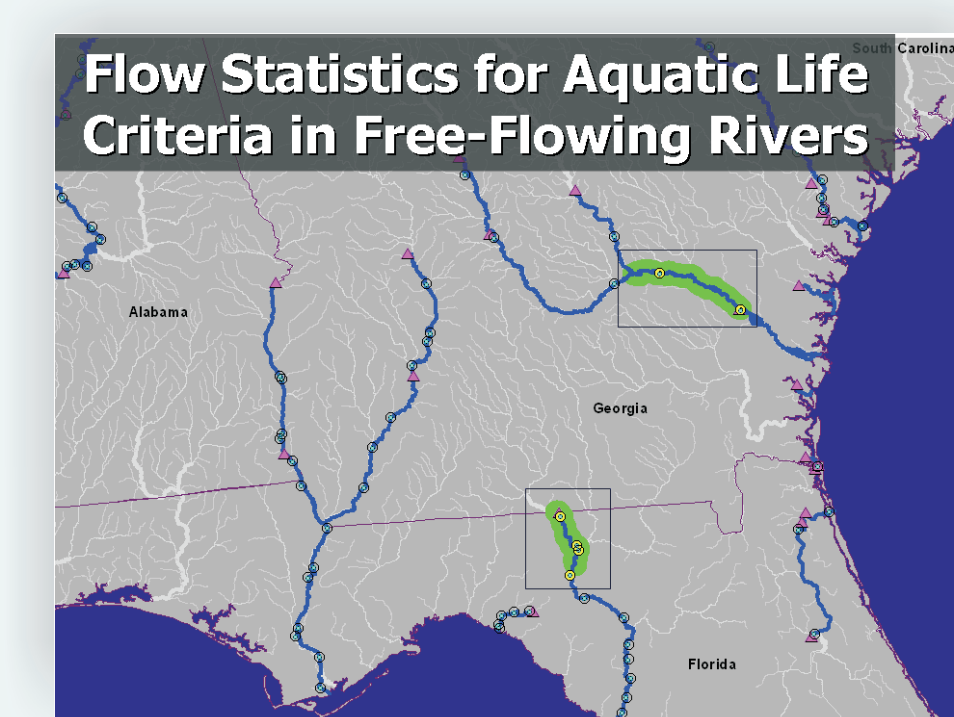 Flow Statistics for Aquatic Life
Criteria in Free-Flowing Rivers
South Carolina
Alabama
Georgia
Florida